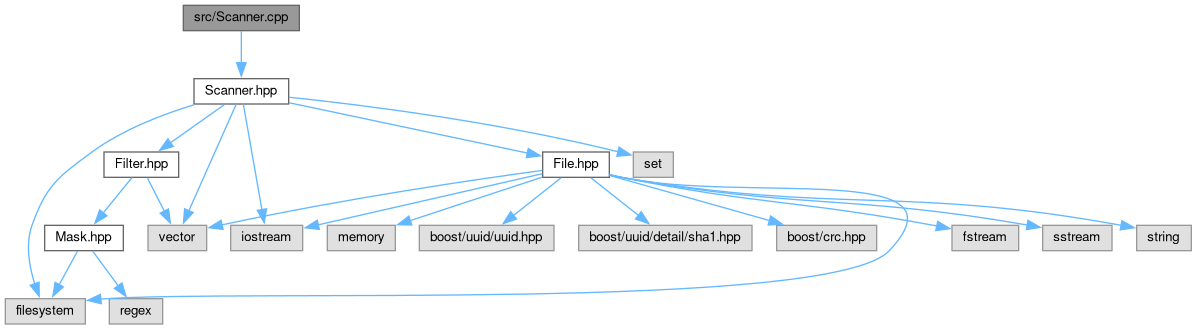 src/Scanner.cpp
Scanner.hpp
Filter.hpp
File.hpp
set
Mask.hpp
vector
iostream
memory
boost/uuid/uuid.hpp
boost/uuid/detail/sha1.hpp
boost/crc.hpp
fstream
sstream
string
filesystem
regex